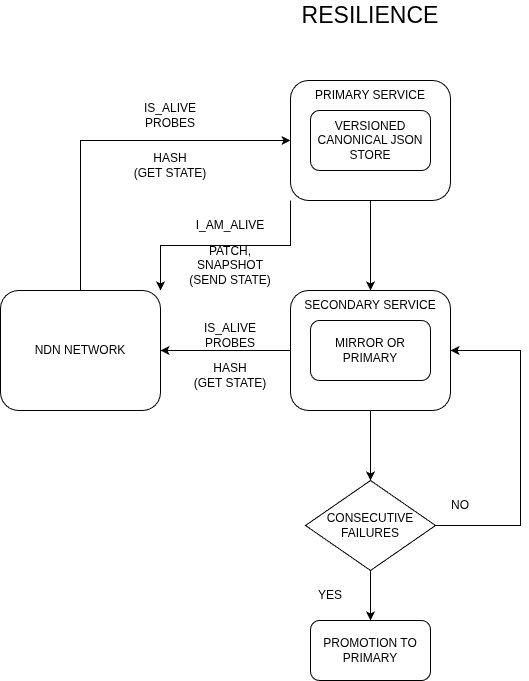 RESILIENCE
PRIMARY SERVICE
IS_ALIVE
PROBES
VERSIONED
CANONICAL JSON
STORE
HASH
(GET STATE)
I_AM_ALIVE
PATCH,
SNAPSHOT
(SEND STATE)
SECONDARY SERVICE
IS_ALIVE
PROBES
MIRROR OR
PRIMARY
NDN NETWORK
HASH
(GET STATE)
NO
CONSECUTIVE
FAILURES
YES
PROMOTION TO
PRIMARY